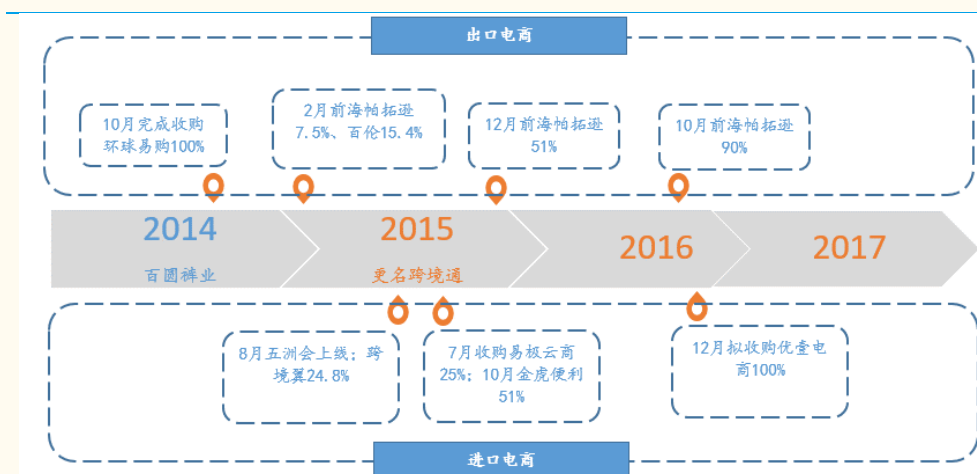 出口电商
10月完成收购
环球易购100%
2月前海帕拓逊
7.5%、百伦15.4%
12月前海帕拓逊
51%
10月前海帕拓逊
90%
2014
百圆裤业
2015
更名跨境通
2016
2017
8月五洲会上线；跨
境翼24.8%
7月收购易极云商
25%；10月金虎便利
51%
12月拟收购优壹电
商100%
进口电商